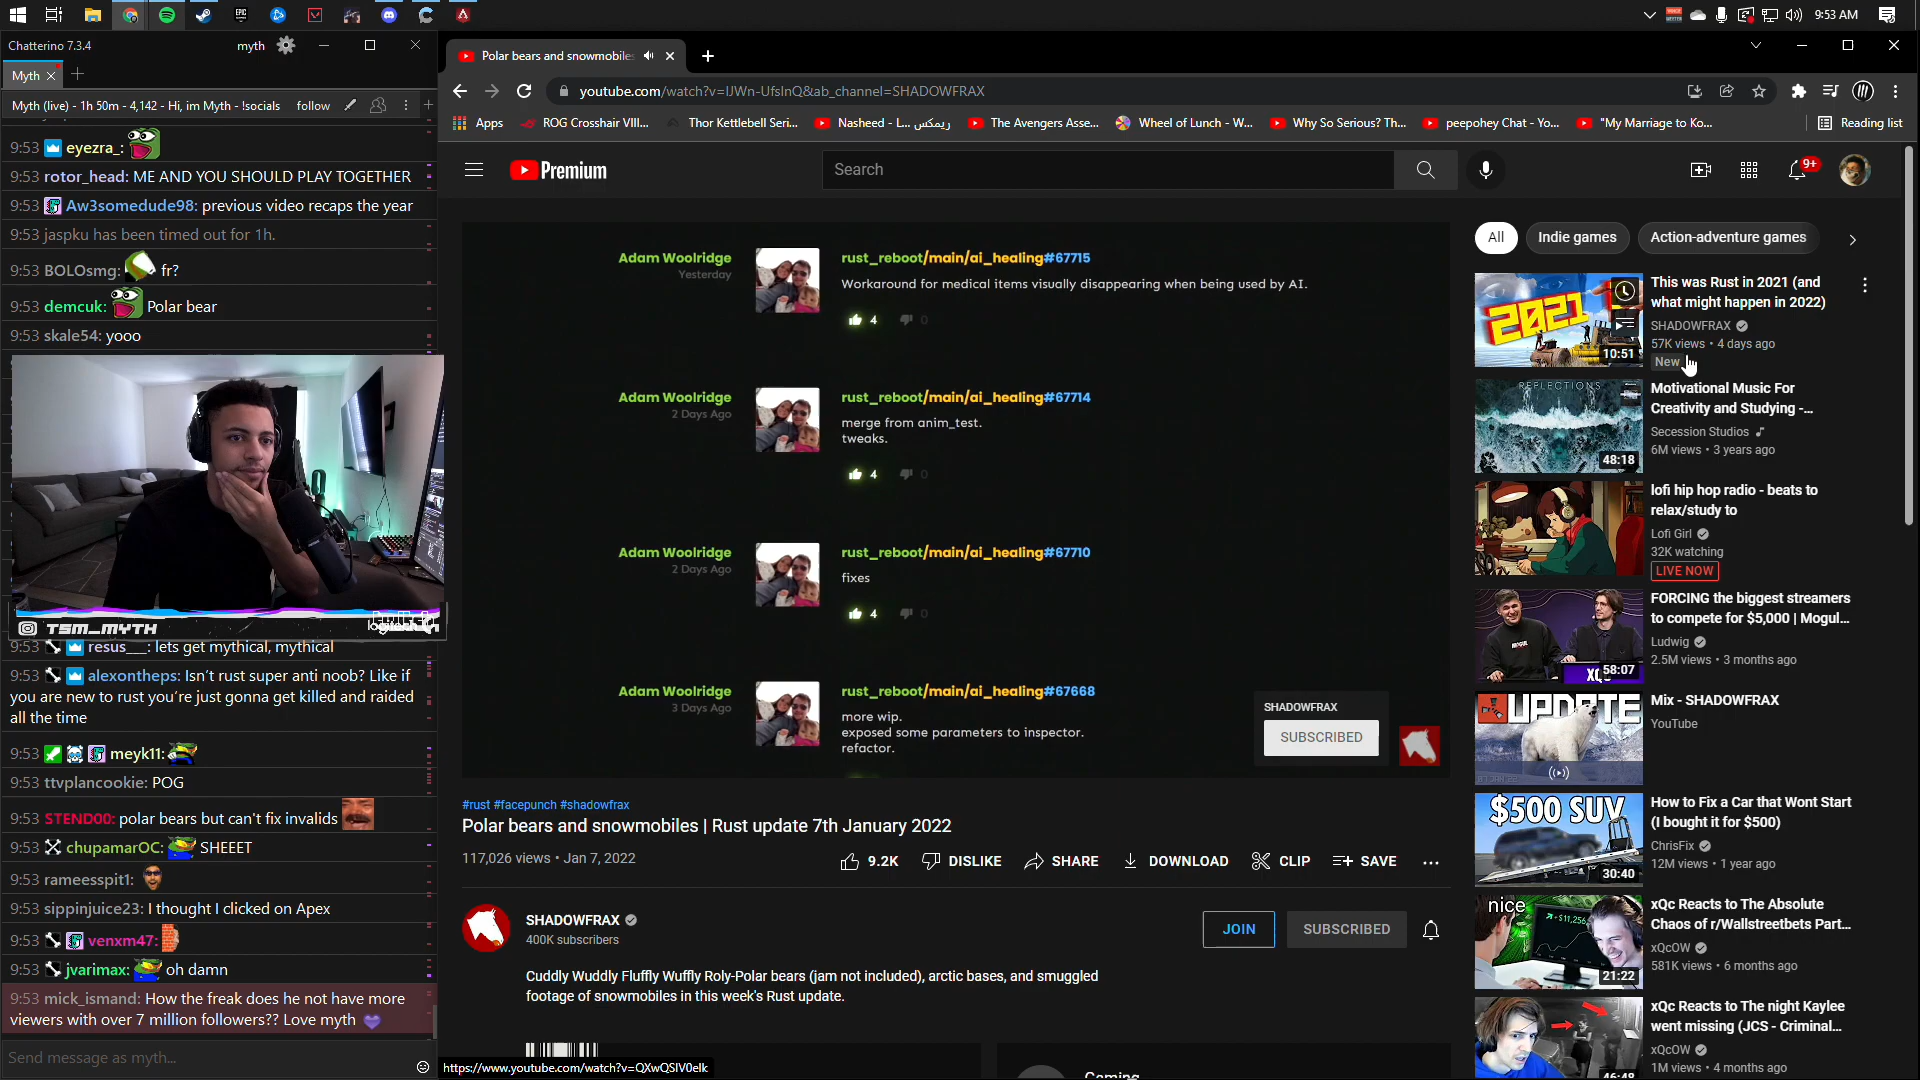 9:53 AM
Chatterino 7.3.4
myth
Myth
Myth (live) - 1h 50m - 4,142 - Hi, im Myth - !socials
follow
9:53 eyezra_:
9:53 rotor_head: ME AND YOU SHOULD PLAY TOGETHER
9:53 Aw3somedude98: previous video recaps the year
9:53 jaspku has been timed out for 1h.
9:53 BOLOsmg: fr?
9:53 demcuk: Polar bear
9:53 skale54: yooo
TSM_MYTH
9:53 resus___: lets get mythical, mythical
9:53 alexontheps: Isn't rust super anti noob? Like if
you are new to rust you're just gonna get killed and raided
all the time
9:53 meyk11:
9:53 ttvplancookie: POG
9:53 STEND00: polar bears but can't fix invalids
9:53 chupamarOC: SHEEET
9:53 rameesspit1:
9:53 sippinjuice23: I thought I clicked on Apex
9:53 venxm47:
9:53 jvarimax: oh damn
9:53 mick_ismand: How the freak does he not have more
viewers with over 7 million followers?? Love myth
Send message as myth...
Polar bears and snowmobiles
youtube.com/watch?v=IJWn-UfsInQ&ab_channel=SHADOWFRAX
Apps
ROG Crosshair VIII...
Thor Kettlebell Seri...
Nasheed - L... ريمكس
The Avengers Asse...
Wheel of Lunch - W...
Why So Serious? Th...
peepohey Chat - Yo...
"My Marriage to Ko...
Reading list
Premium
Search
9+
Adam Woolridge
Yesterday
rust_reboot/main/ai_healing#67715
Workaround for medical items visually disappearing when being used by AI.
4 0
Adam Woolridge
2 Days Ago
rust_reboot/main/ai_healing#67714
merge from anim_test.
tweaks.
4 0
Adam Woolridge
2 Days Ago
rust_reboot/main/ai_healing#67710
fixes
4 0
Adam Woolridge
3 Days Ago
rust_reboot/main/ai_healing#67668
more wip.
exposed some parameters to inspector.
refactor.
SHADOWFRAX
SUBSCRIBED
#rust #facepunch #shadowfrax
Polar bears and snowmobiles | Rust update 7th January 2022
117,026 views • Jan 7, 2022
9.2K
DISLIKE
SHARE
DOWNLOAD
CLIP
SAVE
SHADOWFRAX
400K subscribers
JOIN
SUBSCRIBED
Cuddly Wuddly Fluffly Wuffly Roly-Polar bears (jam not included), arctic bases, and smuggled
footage of snowmobiles in this week's Rust update.
Gaming
https://www.youtube.com/watch?v=QXwQSIV0elk
All
Indie games
Action-adventure games
2021
10:51
This was Rust in 2021 (and
what might happen in 2022)
SHADOWFRAX
57K views • 4 days ago
New
REFLECTIONS
48:18
Motivational Music For
Creativity and Studying -...
Secession Studios
6M views • 3 years ago
lofi hip hop radio - beats to
relax/study to
Lofi Girl
32K watching
LIVE NOW
XQC
58:07
FORCING the biggest streamers
to compete for $5,000 | Mogul...
Ludwig
2.5M views • 3 months ago
UPDATE
Mix - SHADOWFRAX
YouTube
$500 SUV
30:40
How to Fix a Car that Wont Start
(I bought it for $500)
ChrisFix
12M views • 1 year ago
nice
21:22
xQc Reacts to The Absolute
Chaos of r/Wallstreetbets Part...
xQcOW
581K views • 6 months ago
46:48
xQc Reacts to The night Kaylee
went missing (JCS - Criminal...
xQcOW
1M views • 4 months ago